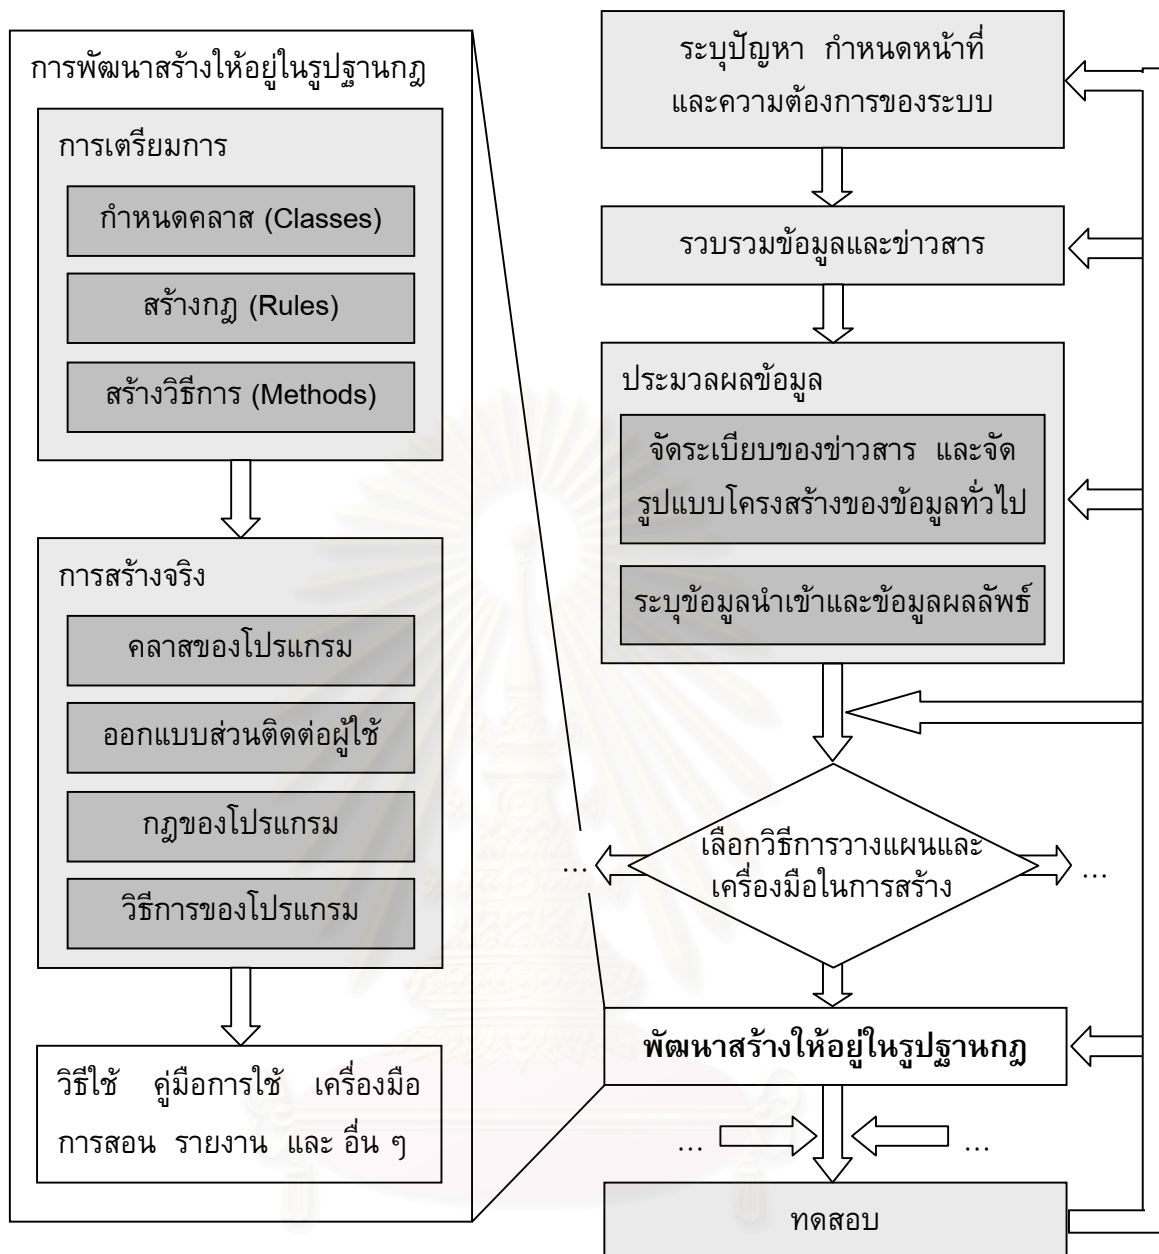 การพัฒนาสร้างให้อยู่ในรูปฐานกฎ
การเตรียมการ
กำหนดคลาส (Classes)
สร้างกฎ (Rules)
สร้างวิธีการ (Methods)
การสร้างจริง
คลาสของโปรแกรม
ออกแบบส่วนติดต่อผู้ใช้
กฎของโปรแกรม
วิธีการของโปรแกรม
วิธีใช้ คู่มือการใช้ เครื่องมือ
การสอน รายงาน และ อื่น ๆ
ระบุปัญหา กำหนดหน้าที่
และความต้องการของระบบ
รวบรวมข้อมูลและข่าวสาร
ประมวลผลข้อมูล
จัดระเบียบของข่าวสาร และจัด
รูปแบบโครงสร้างของข้อมูลทั่วไป
ระบุข้อมูลนำเข้าและข้อมูลผลลัพธ์
เลือกวิธีการวางแผนและ
เครื่องมือในการสร้าง
...
...
พัฒนาสร้างให้อยู่ในรูปฐานกฎ
...
...
ทดสอบ